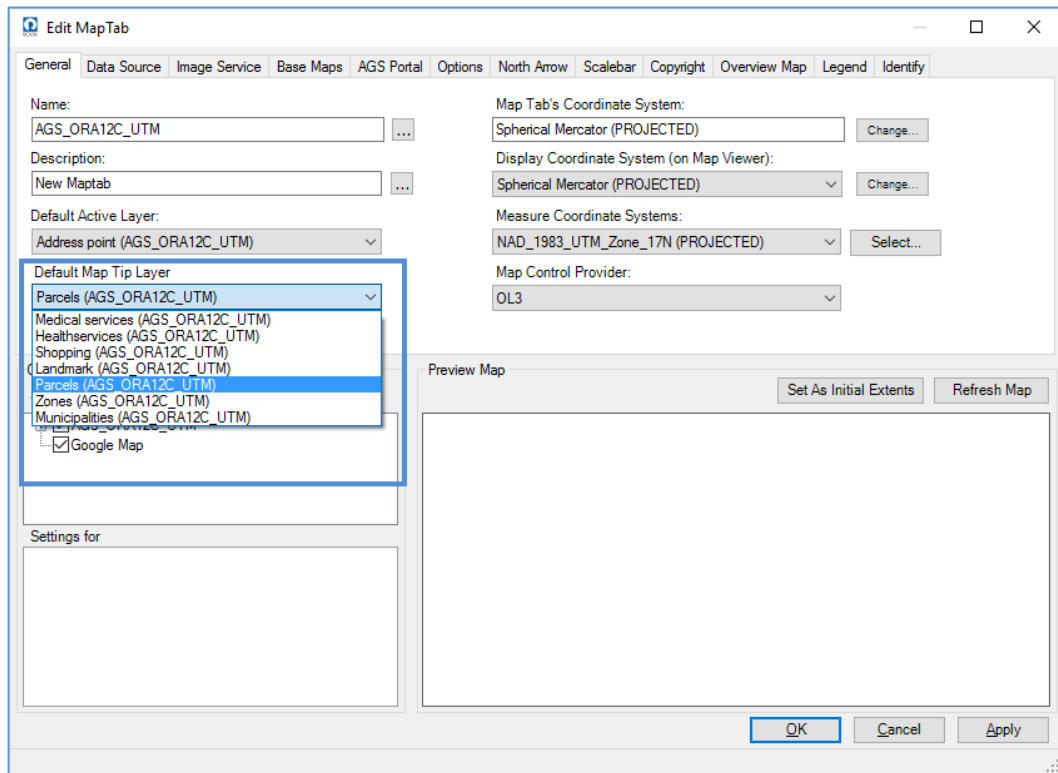 Edit MapTab
General Data Source Image Service Base Maps AGS Portal Options North Arrow Scalebar Copyright Overview Map Legend Identify
Name:
AGS_ORA12C_UTM
...
Description:
New Maptab
...
Default Active Layer:
Address point (AGS_ORA12C_UTM)
Default Map Tip Layer
Parcels (AGS_ORA12C_UTM)
Medical services (AGS_ORA12C_UTM)
Healthservices (AGS_ORA12C_UTM)
Shopping (AGS_ORA12C_UTM)
Landmark (AGS_ORA12C_UTM)
Parcels (AGS_ORA12C_UTM)
Zones (AGS_ORA12C_UTM)
Municipalities (AGS_ORA12C_UTM)
AGS_ORA12C_UTM
Google Map
Settings for
Map Tab's Coordinate System:
Spherical Mercator (PROJECTED)
Change...
Display Coordinate System (on Map Viewer):
Spherical Mercator (PROJECTED)
Change...
Measure Coordinate Systems:
NAD_1983_UTM_Zone_17N (PROJECTED)
Select...
Map Control Provider:
OL3
Preview Map
Set As Initial Extents
Refresh Map
OK
Cancel
Apply